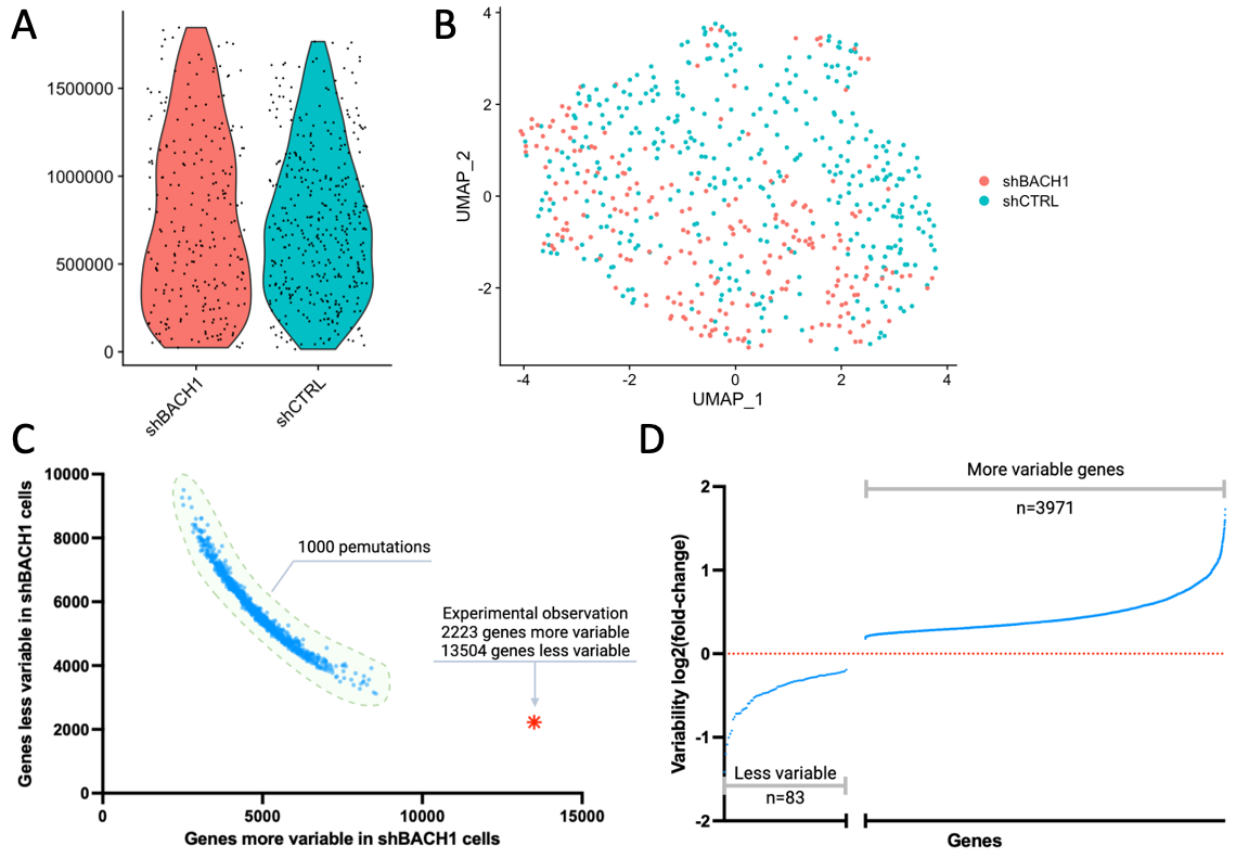 A
1500000
1000000
500000
0
shBACH1
shCTRL
B
4
2
0
-2
-4
-2
0
2
4
UMAP_2
UMAP_1
shBACH1
shCTRL
C
10000
8000
6000
4000
2000
0
0
5000
10000
15000
Genes less variable in shBACH1 cells
Genes more variable in shBACH1 cells
1000 pemutations
Experimental observation
2223 genes more variable
13504 genes less variable
D
2
1
0
-1
-2
Variability log2(fold-change)
More variable genes
n=3971
Less variable
n=83
Genes